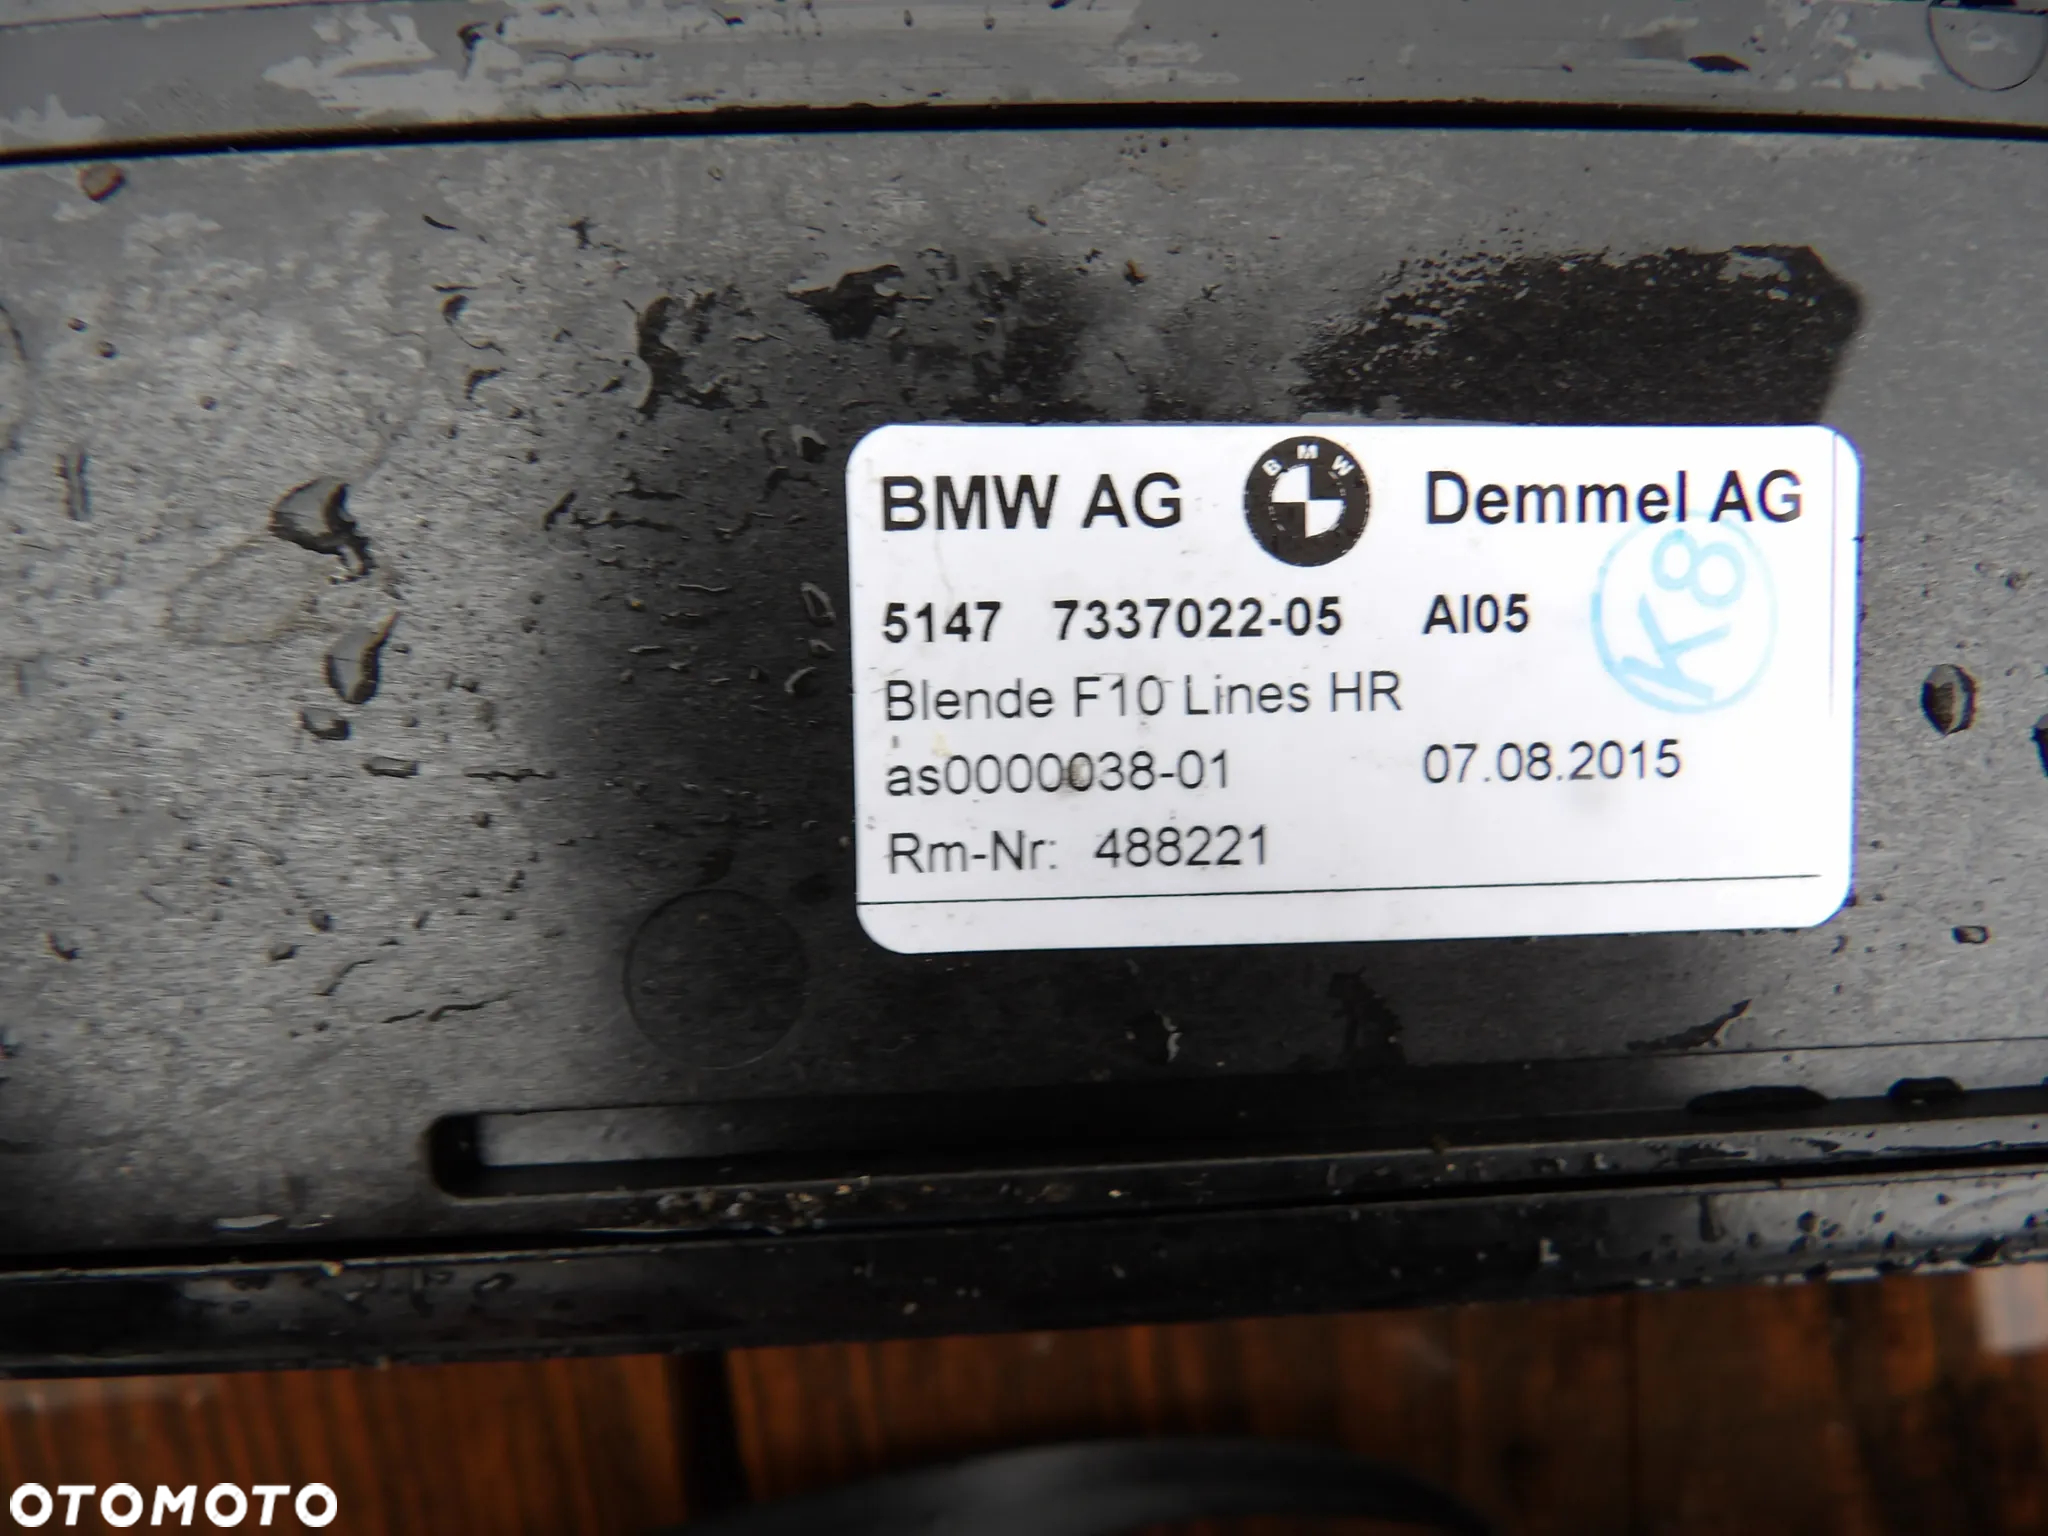 BMW AG BMW Demmel AG
5147 7337022-05 AI05
K8
Blende F10 Lines HR
as0000038-01 07.08.2015
Rm-Nr: 488221
OTOMOTO